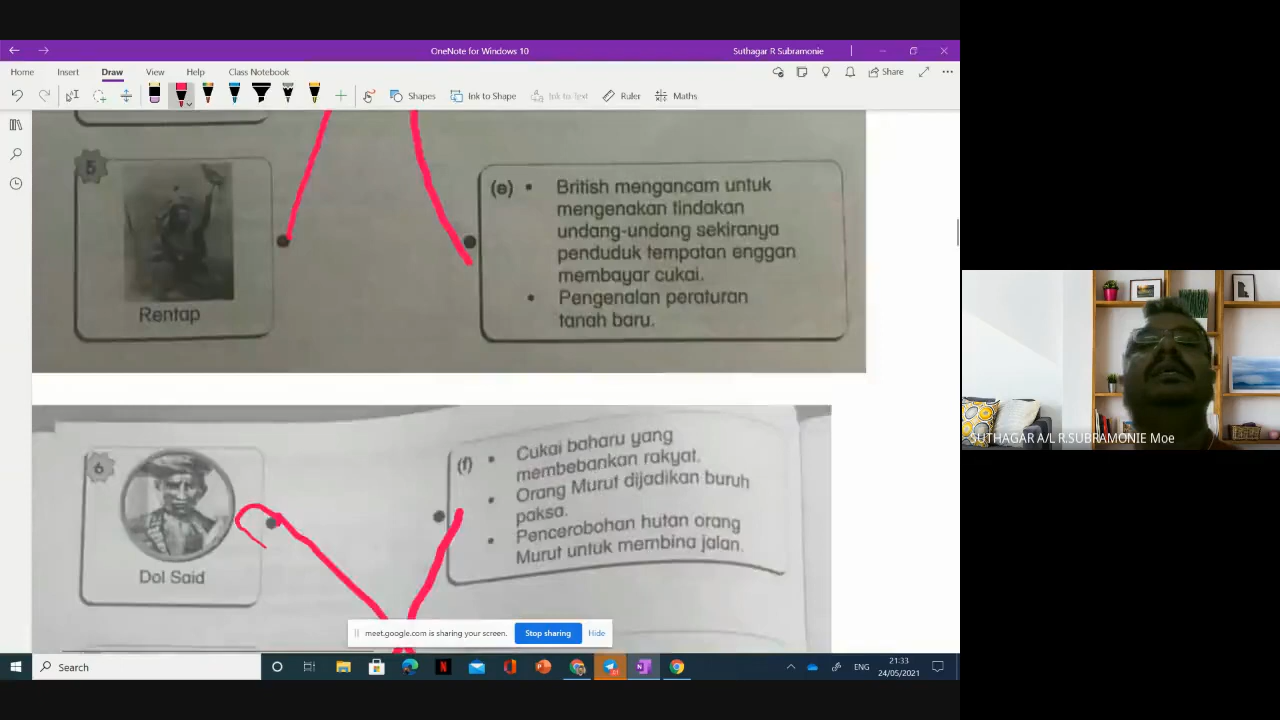 OneNote for Windows 10
Suthagar R Subramonie
Home
Insert
Draw
View
Help
Class Notebook
Share
Shapes
Ink to Shape
Ink to Text
Ruler
Maths
5
Rentap
(e) • British mengancam untuk
mengenakan tindakan
undang-undang sekiranya
penduduk tempatan enggan
membayar cukai.
• Pengenalan peraturan
tanah baru.
6
Dol Said
(f) • Cukai baharu yang
membebankan rakyat.
• Orang Murut dijadikan buruh
paksa.
• Pencerobohan hutan orang
Murut untuk membina jalan.
SUTHAGAR A/L R.SUBRAMONIE Moe
meet.google.com is sharing your screen.
Stop sharing
Hide
Search
ENG
21:33
24/05/2021